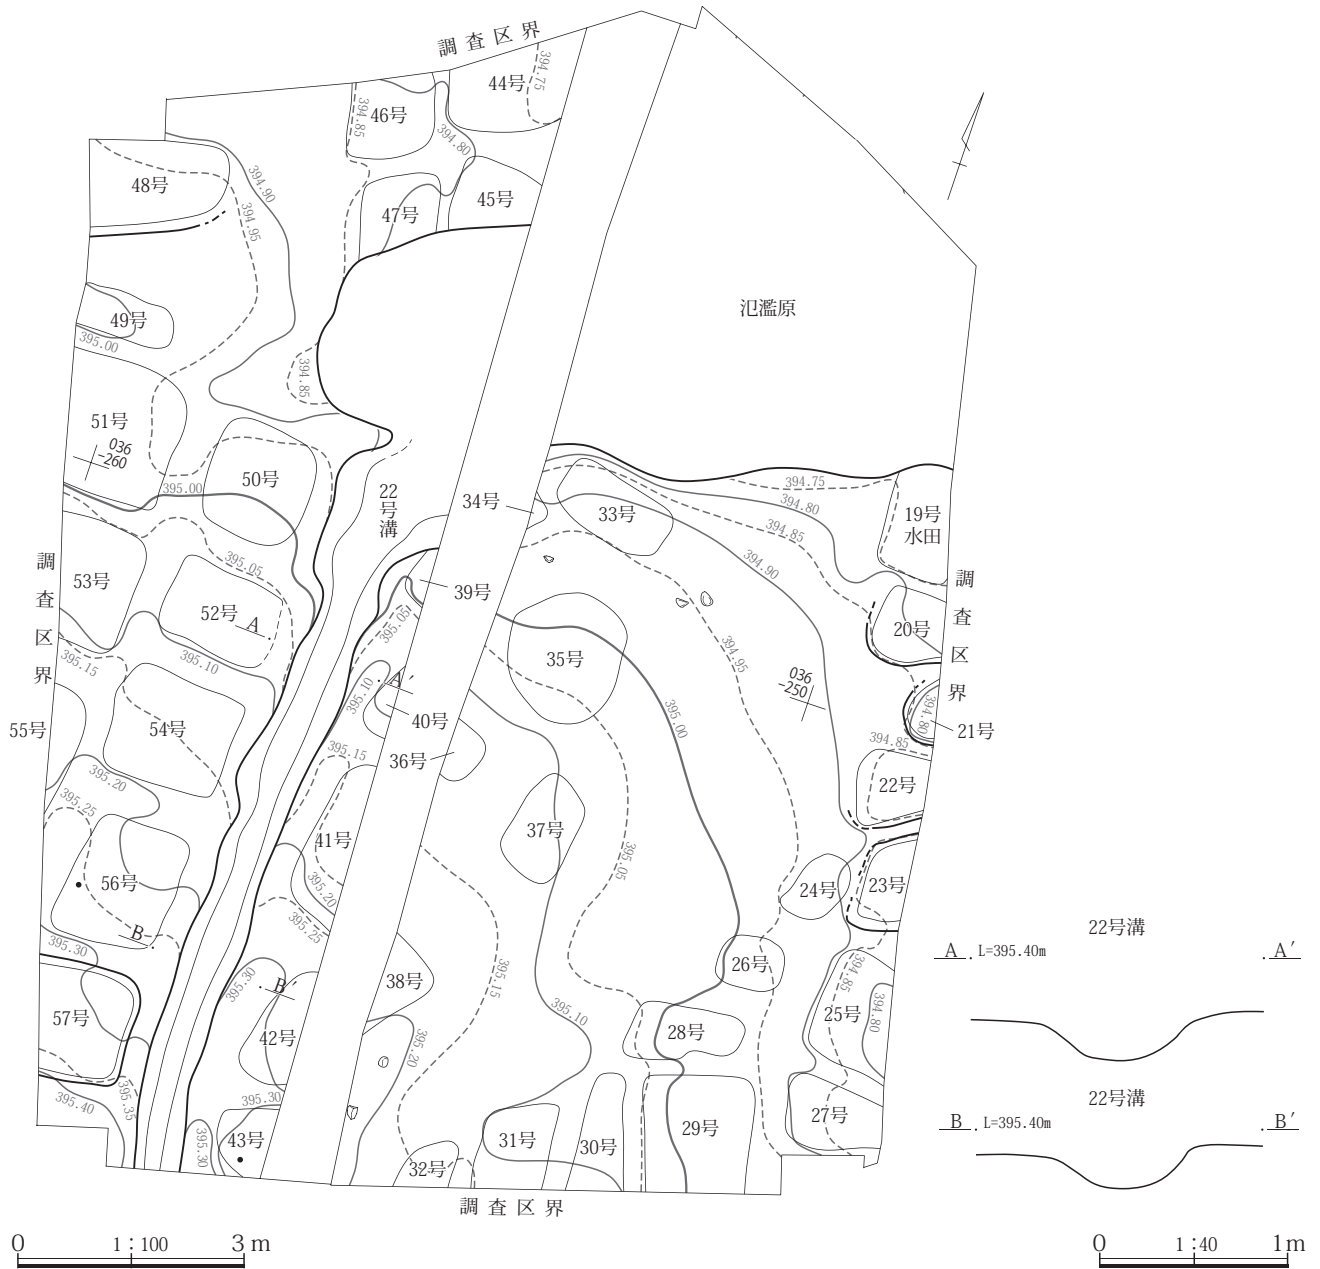 調査区界
44号
394.75
46号
394.85
394.80
48号
394.90
394.95
47号
45号
49号
395.00
394.85
氾濫原
51号
036
-260
50号
395.00
22号溝
34号
33号
394.75
394.80
394.85
394.90
19号
水田
調査区界
53号
395.05
52号
A
39号
395.05
調査区界
20号
395.15
395.10
35号
394.95
036
-250
395.10
A′
40号
395.00
394.80
21号
55号
54号
36号
395.15
394.85
395.20
22号
395.25
41号
37号
395.05
56号
395.20
24号
23号
B
395.25
395.30
26号
394.85
395.30
B′
38号
395.15
57号
42号
395.10
28号
25号
394.80
395.20
395.40
395.35
395.30
27号
43号
395.30
31号
30号
29号
32号
調査区界
22号溝
A
L=395.40m
A′
22号溝
B
L=395.40m
B′
0 1:100 3m
0 1:40 1m